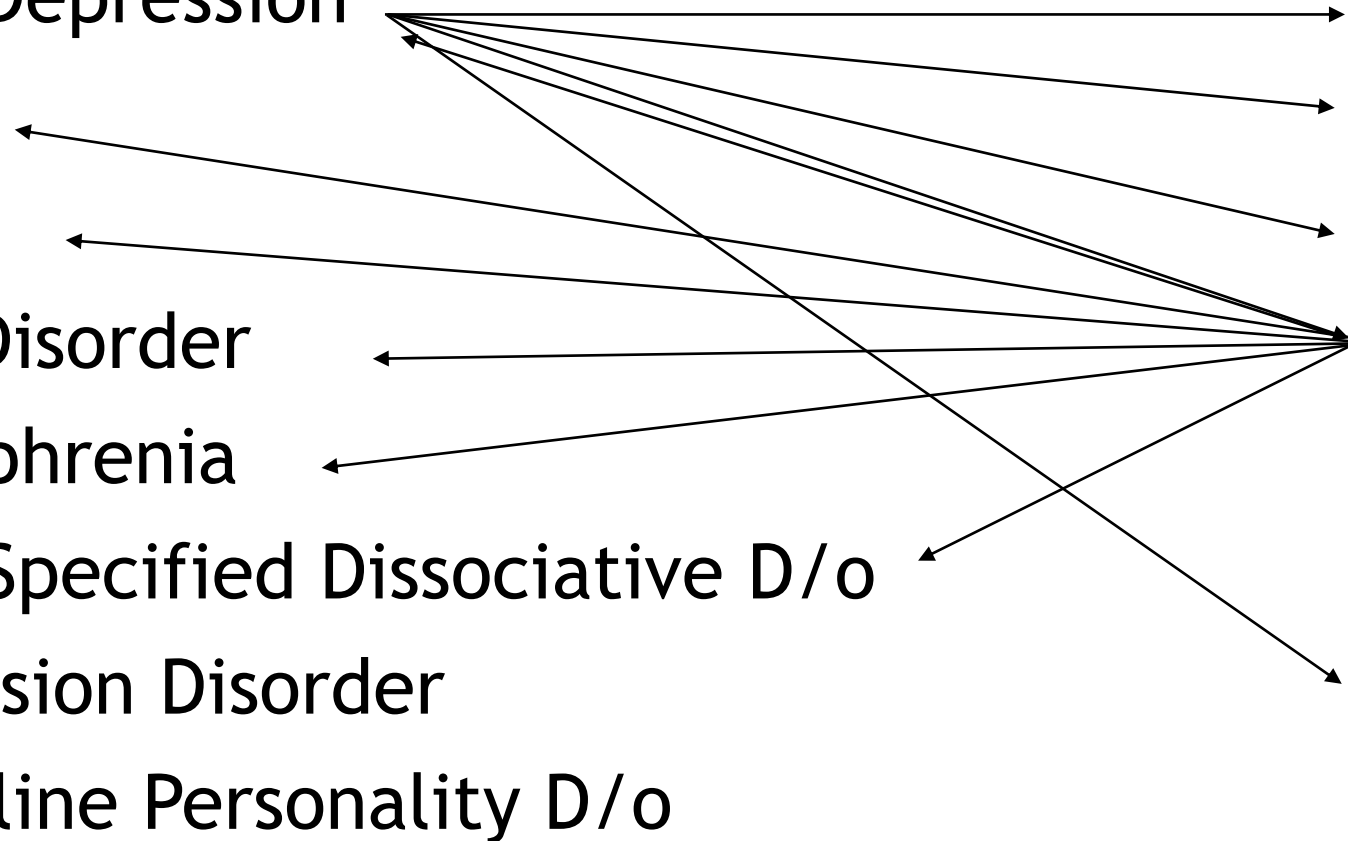 Depression
Disorder
phrenia
Specified Dissociative D/o
sion Disorder
line Personality D/o